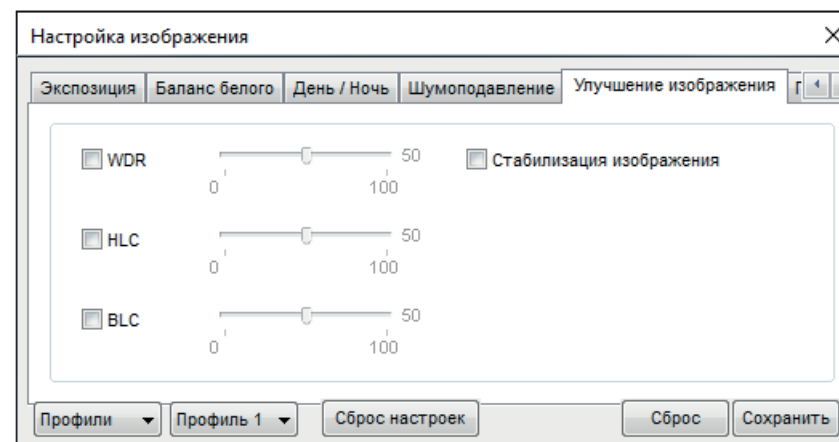 Настройка изображения
Экспозиция Баланс белого День / Ночь Шумоподавление Улучшение изображения
WDR 50 Стабилизация изображения
0 100
HLC 50
0 100
BLC 50
0 100
Профили Профиль 1 Сброс настроек Сброс Сохранить